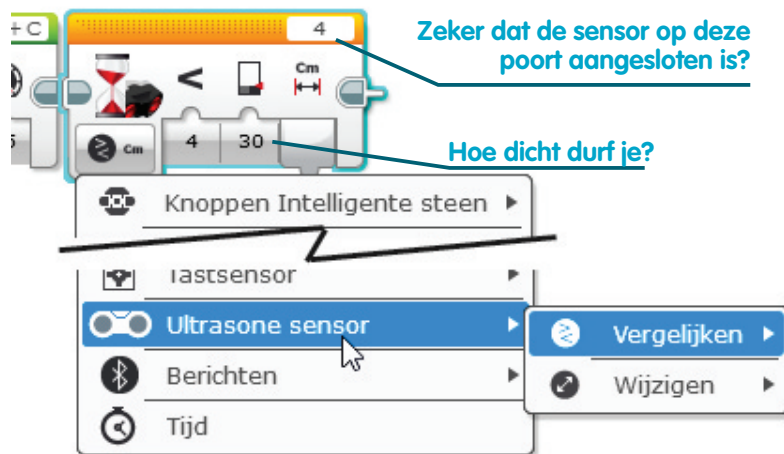 + C
4
Zeker dat de sensor op deze
poort aangesloten is?
<
Cm
Cm
4
30
Hoe dicht durf je?
Knoppen Intelligente steen
Tastsensor
Ultrasone sensor
Vergelijken
Berichten
Wijzigen
Tijd